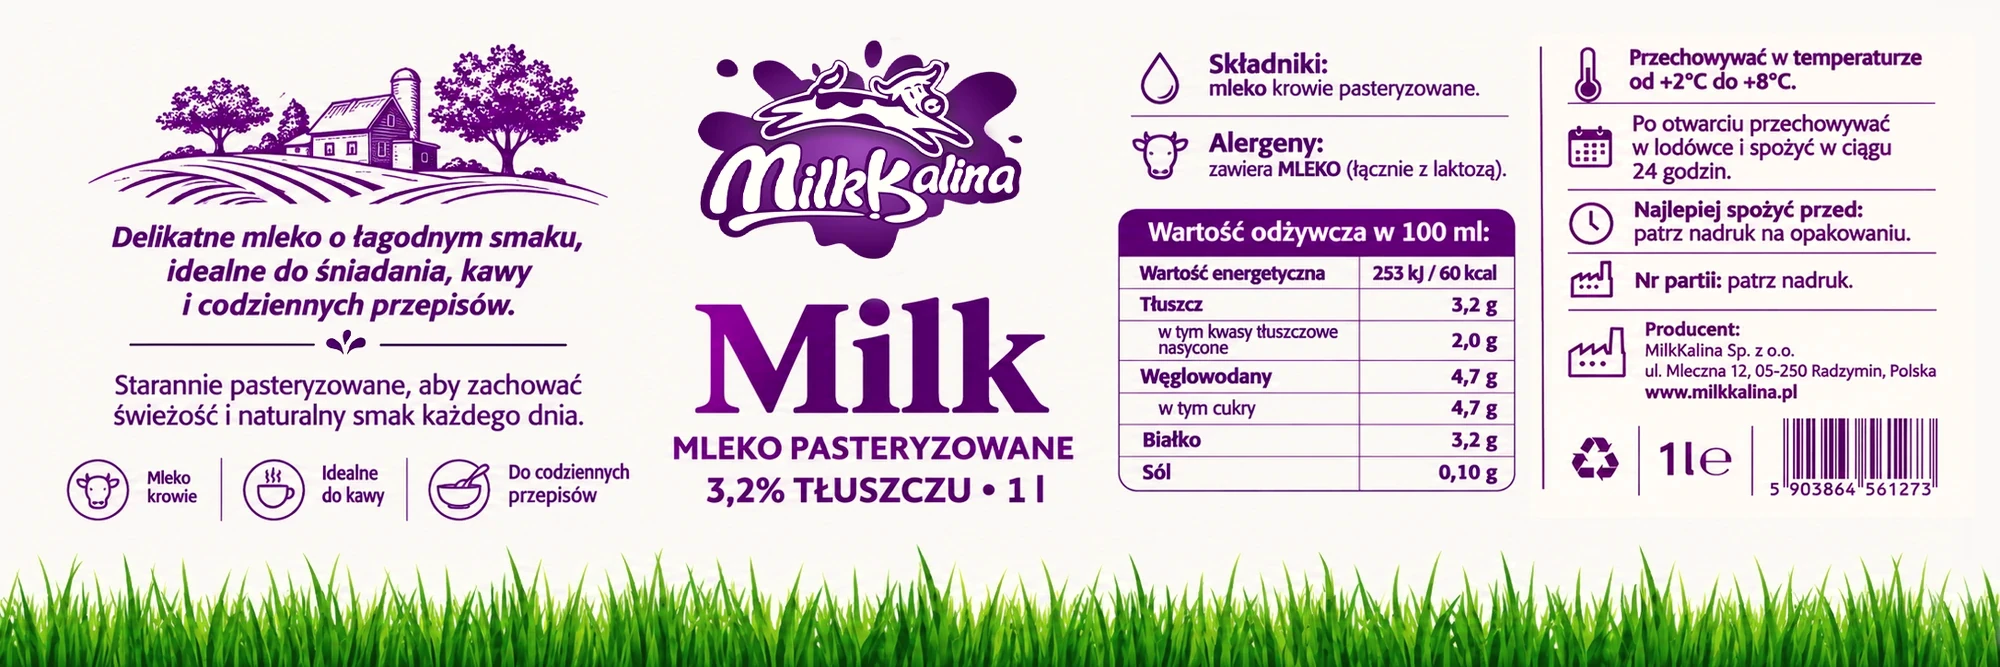 Delikatne mleko o łagodnym smaku,
idealne do śniadania, kawy
i codziennych przepisów.
Starannie pasteryzowane, aby zachować
świeżość i naturalny smak każdego dnia.
Mleko
krowie
Idealne
do kawy
Do codziennych
przepisów
MilkKalina
Milk
MLEKO PASTERYZOWANE
3,2% TŁUSZCZU • 1 l
Składniki:
mleko krowie pasteryzowane.
Alergeny:
zawiera MLEKO (łącznie z laktozą).
Wartość odżywcza w 100 ml:
Wartość energetyczna 253 kJ / 60 kcal
Tłuszcz 3,2 g
w tym kwasy tłuszczowe
nasycone 2,0 g
Węglowodany 4,7 g
w tym cukry 4,7 g
Białko 3,2 g
Sól 0,10 g
Przechowywać w temperaturze
od +2°C do +8°C.
Po otwarciu przechowywać
w lodówce i spożyć w ciągu
24 godzin.
Najlepiej spożyć przed:
patrz nadruk na opakowaniu.
Nr partii: patrz nadruk.
Producent:
MilkKalina Sp. z o.o.
ul. Mleczna 12, 05-250 Radzymin, Polska
www.milkkalina.pl
1 l ℮
5 903864 561273